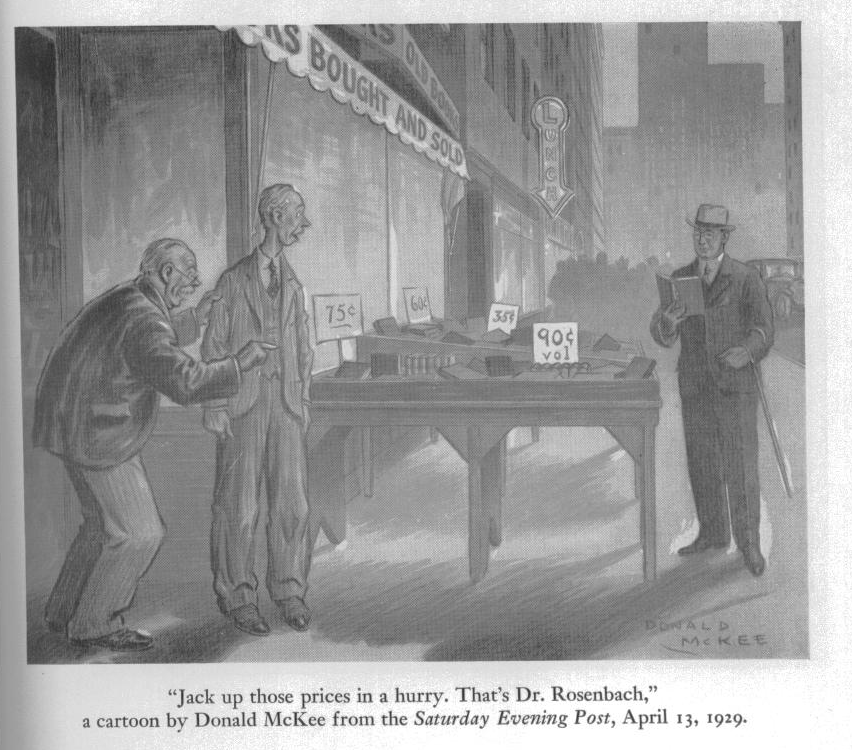 KS BOUGHT AND SOLD
KS OLD BOOKS
LUNCH
75¢
60¢
35¢
90¢
vol
DONALD
McKEE
“Jack up those prices in a hurry. That’s Dr. Rosenbach,”
a cartoon by Donald McKee from the Saturday Evening Post, April 13, 1929.